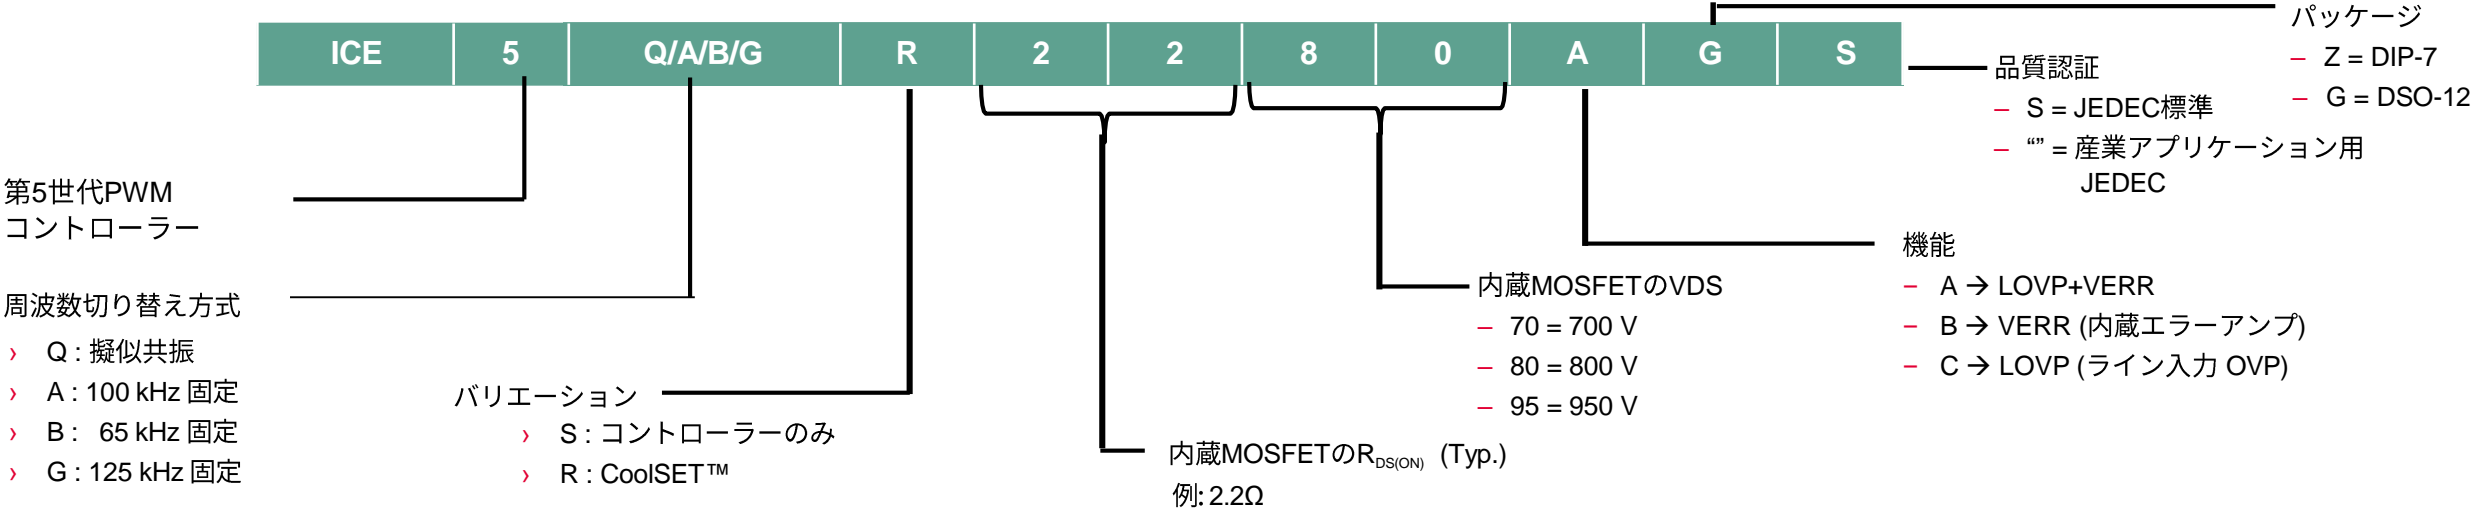 ICE 5 Q/A/B/G R 2 2 8 0 A G S
パッケージ
– Z = DIP-7
– G = DSO-12
品質認証
– S = JEDEC標準
– “” = 産業アプリケーション用
JEDEC
第5世代PWM
コントローラー
機能
– A → LOVP+VERR
– B → VERR (内蔵エラーアンプ)
– C → LOVP (ライン入力 OVP)
内蔵MOSFETのVDS
– 70 = 700 V
– 80 = 800 V
– 95 = 950 V
周波数切り替え方式
› Q : 擬似共振
› A : 100 kHz 固定
› B : 65 kHz 固定
› G : 125 kHz 固定
バリエーション
› S : コントローラーのみ
› R : CoolSET™
内蔵MOSFETのRDS(ON) (Typ.)
例: 2.2Ω